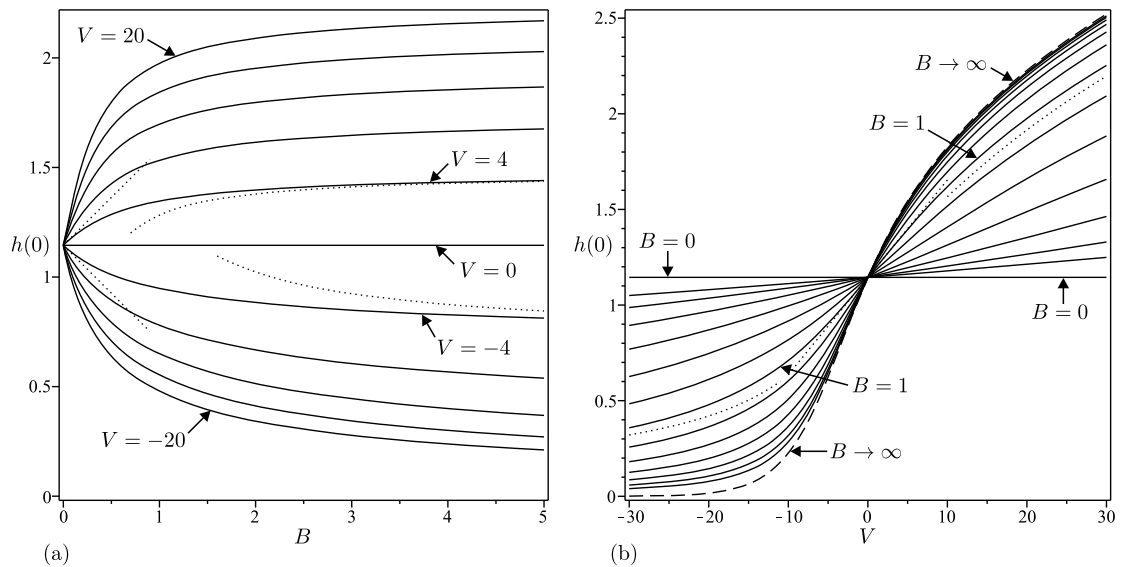 V = 20
2
1.5
V = 4
h(0)
V = 0
1
V = −4
0.5
V = −20
0
0 1 2 3 4 5
B
(a)
2.5
B → ∞
2
B = 1
1.5
h(0)
B = 0
B = 0
1
B = 1
0.5
B → ∞
0
−30 −20 −10 0 10 20 30
V
(b)